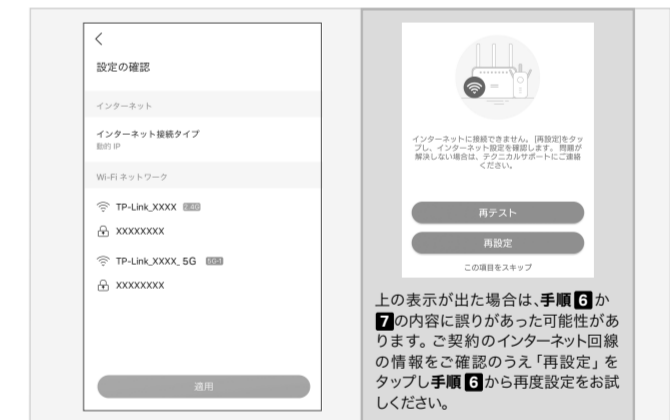 設定の確認
インターネット
インターネット接続タイプ
動的 IP
Wi-Fi ネットワーク
TP-Link_XXXX 2.4G
XXXXXXXX
TP-Link_XXXX_ 5G 5G-1
XXXXXXXX
適用
インターネットに接続できません。 [再設定]をタッ
プし、インターネット設定を確認します。 問題が
解決しない場合は、テクニカルサポートにご連絡
ください。
再テスト
再設定
この項目をスキップ
上の表示が出た場合は、手順6か
7の内容に誤りがあった可能性があ
ります。ご契約のインターネット回線
の情報をご確認のうえ「再設定」を
タップし手順6から再度設定をお試
しください。